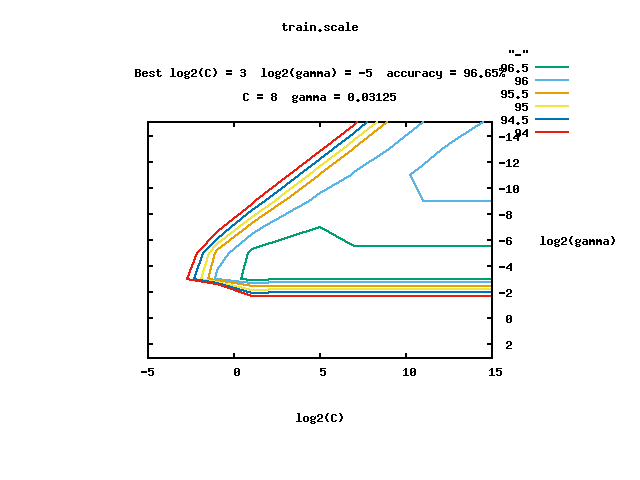 train.scale
"-"
Best log2(C) = 3  log2(gamma) = -5  accuracy = 96.65%
96.5
96
C = 8  gamma = 0.03125
95.5
95
94.5
94
-14
-12
-10
-8
-6
log2(gamma)
-4
-2
0
2
-5 0 5 10 15
log2(C)